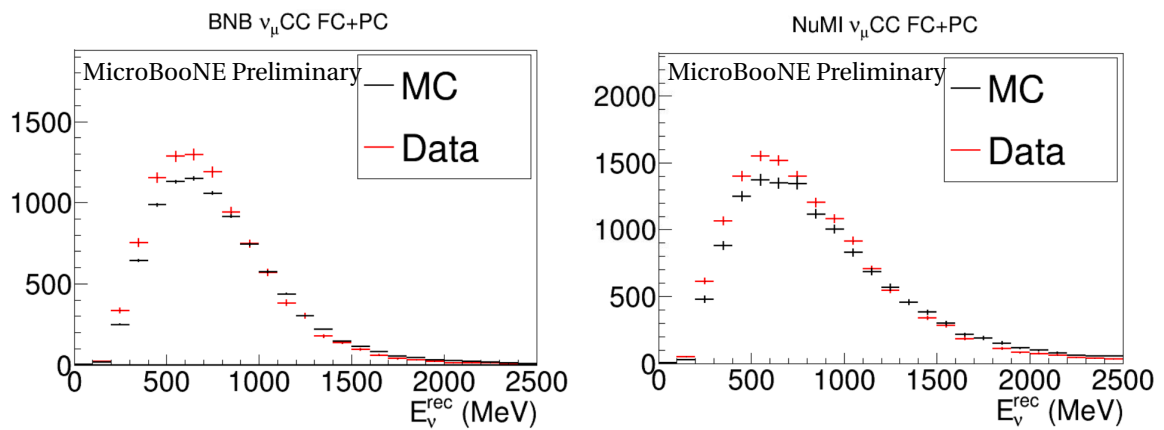 BNB νμCC FC+PC
MicroBooNE Preliminary
MC
Data
1500
1000
500
0
0 500 1000 1500 2000 2500
E_ν^rec (MeV)
NuMI νμCC FC+PC
MicroBooNE Preliminary
MC
Data
2000
1500
1000
500
0
0 500 1000 1500 2000 2500
E_ν^rec (MeV)